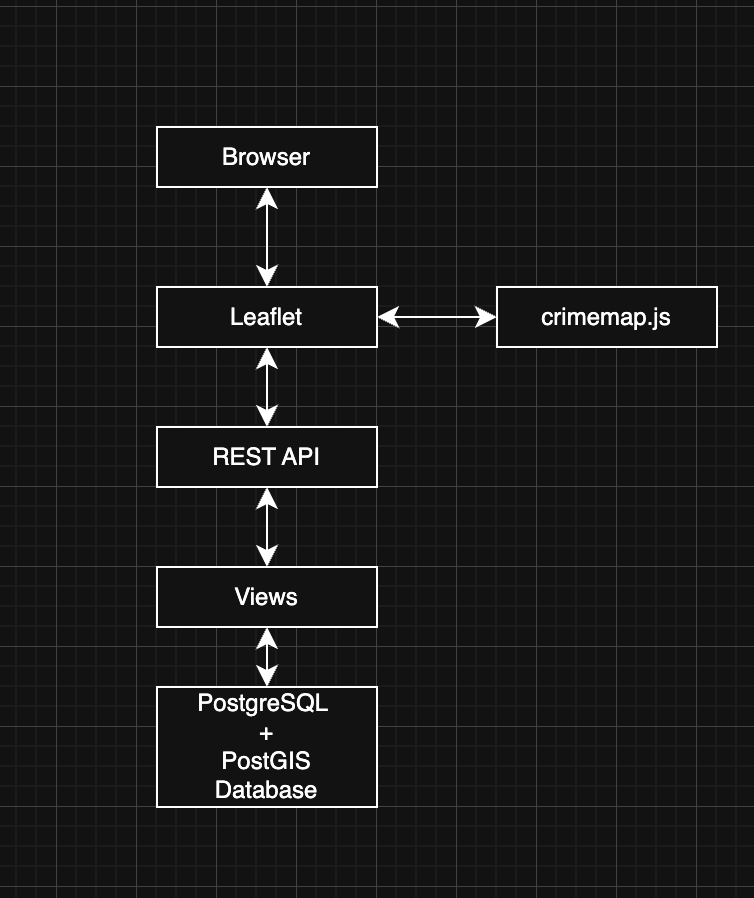 Browser
Leaflet
crimemap.js
REST API
Views
PostgreSQL
+
PostGIS
Database